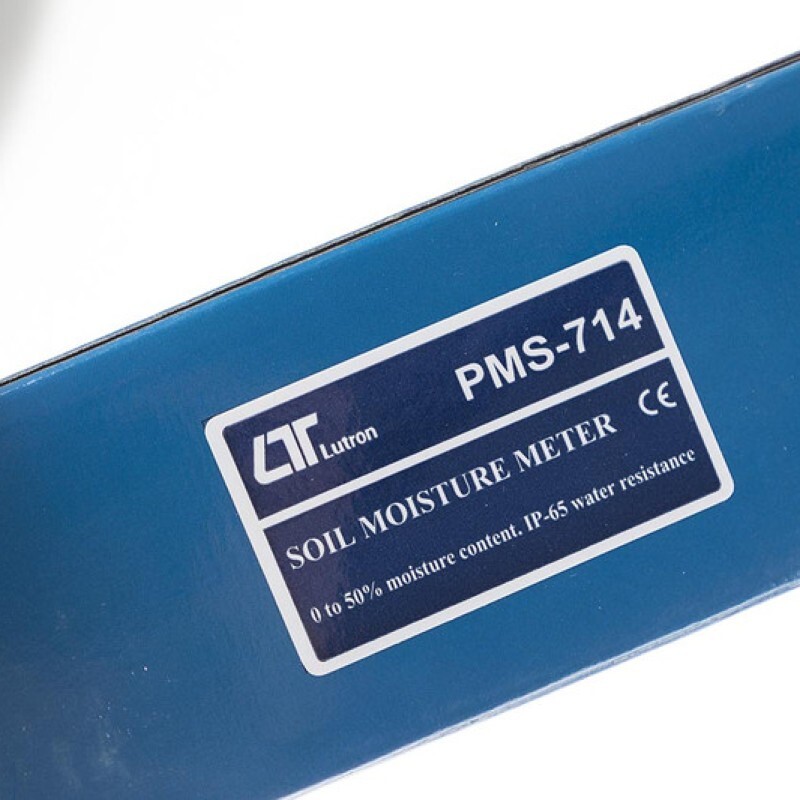 LT Lutron PMS-714
SOIL MOISTURE METER CE
0 to 50% moisture content. IP-65 water resistance